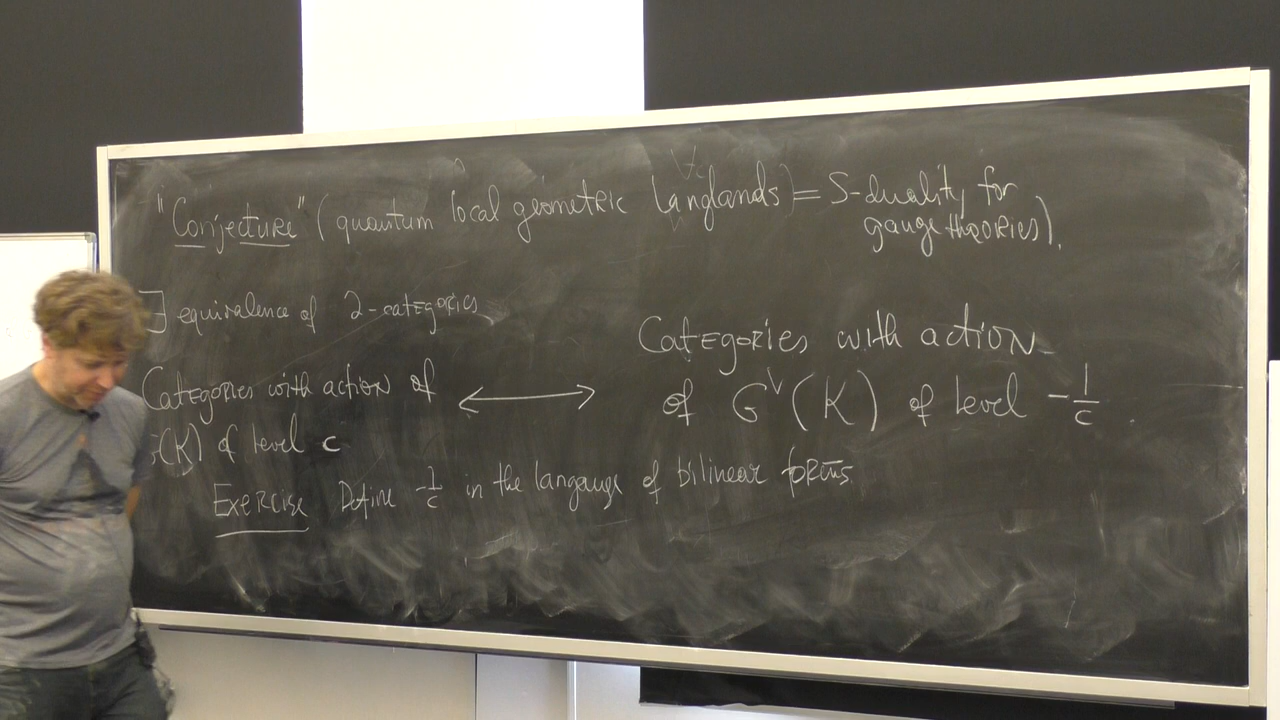 "Conjecture" (quantum local geometric Langlands) = S-duality for
gauge theories).
∃ equivalence of 2-categories
Categories with action of
(K) of level c
⟷
Categories with action
of G^∨(K) of level -1/c.
Exercise Define -1/c in the langauge of bilinear forms.